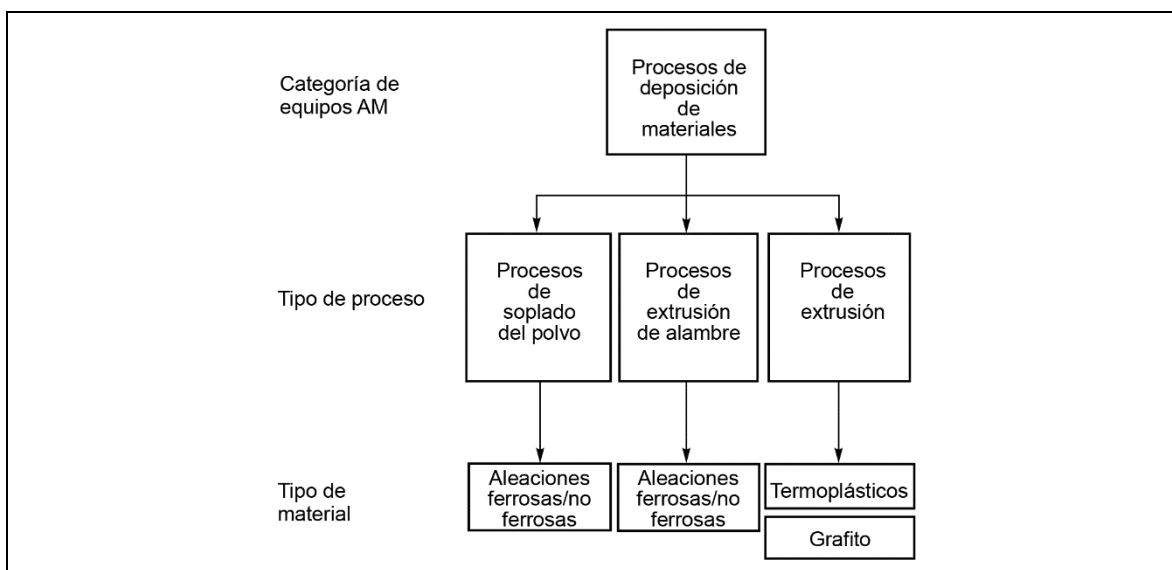 Categoría de
equipos AM
Procesos de
deposición
de
materiales
Tipo de proceso
Procesos
de
soplado
del polvo
Procesos
de
extrusión
de alambre
Procesos
de
extrusión
Tipo de
material
Aleaciones
ferrosas/no
ferrosas
Aleaciones
ferrosas/no
ferrosas
Termoplásticos
Grafito